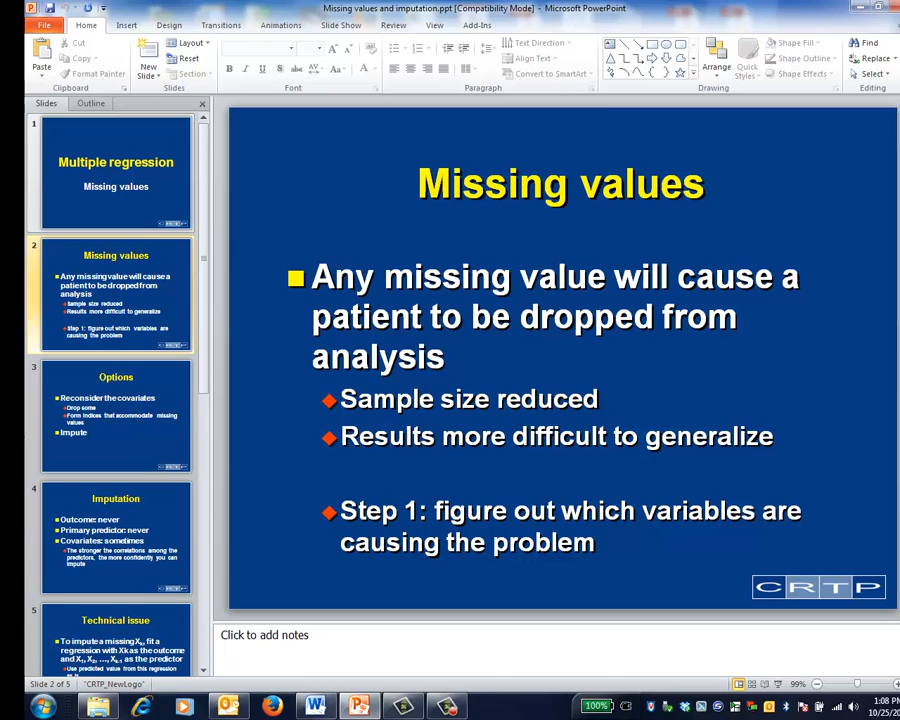 Missing values and imputation.ppt [Compatibility Mode] - Microsoft PowerPoint
File Home Insert Design Transitions Animations Slide Show Review View Add-Ins
Paste
Cut
Copy
Format Painter
Clipboard
New Slide
Layout
Reset
Section
Slides
B I U S abc AV Aa A
Font
Text Direction
Align Text
Convert to SmartArt
Paragraph
Arrange
Quick Styles
Shape Fill
Shape Outline
Shape Effects
Drawing
Find
Replace
Select
Editing
Slides Outline
1
Multiple regression
Missing values
2
Missing values
Any missing value will cause a
patient to be dropped from
analysis
Sample size reduced
Results more difficult to generalize
Step 1: figure out which variables are
causing the problem
3
Options
Reconsider the covariates
Drop some
Form indices that accommodate missing
values
Impute
4
Imputation
Outcome: never
Primary predictor: never
Covariates: sometimes
The stronger the correlations among the
predictors, the more confidently you can
impute
5
Technical issue
To impute a missing Xk, fit a
regression with Xk as the outcome
and X1, X2, ..., Xk-1 as the predictor
Use predicted value from this regression
Missing values
Any missing value will cause a
patient to be dropped from
analysis
Sample size reduced
Results more difficult to generalize
Step 1: figure out which variables are
causing the problem
CRTP
Click to add notes
Slide 2 of 5 "CRTP_NewLogo" 99%
100%
1:08 PM
10/25/20